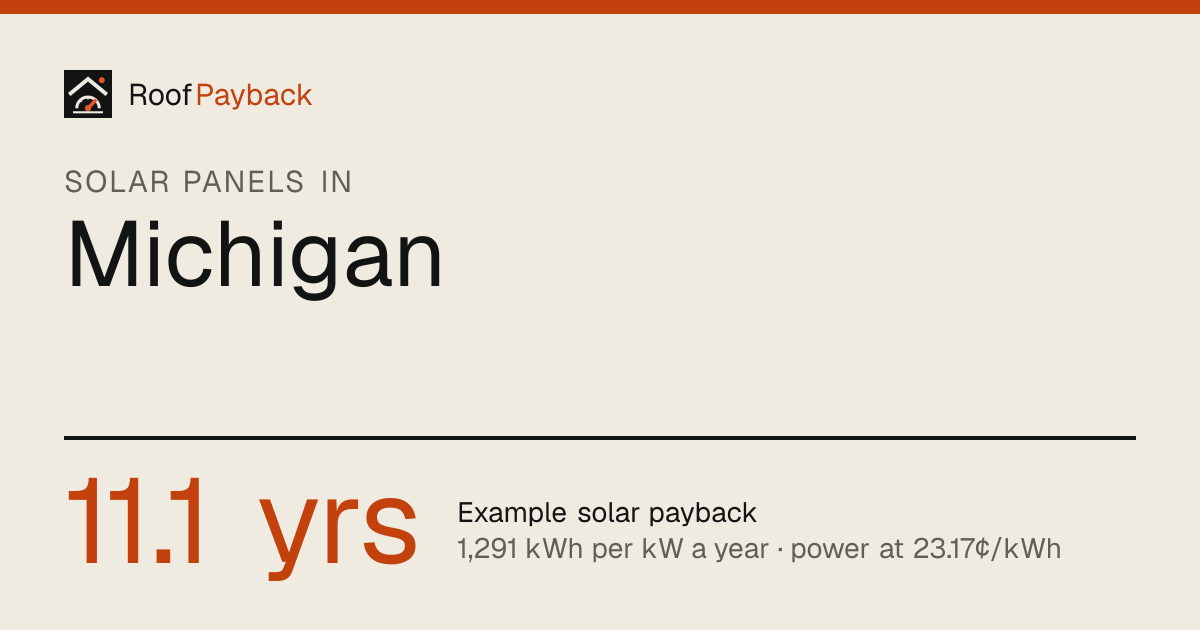 RoofPayback
SOLAR PANELS IN
Michigan
11.1 yrs
Example solar payback
1,291 kWh per kW a year · power at 23.17¢/kWh